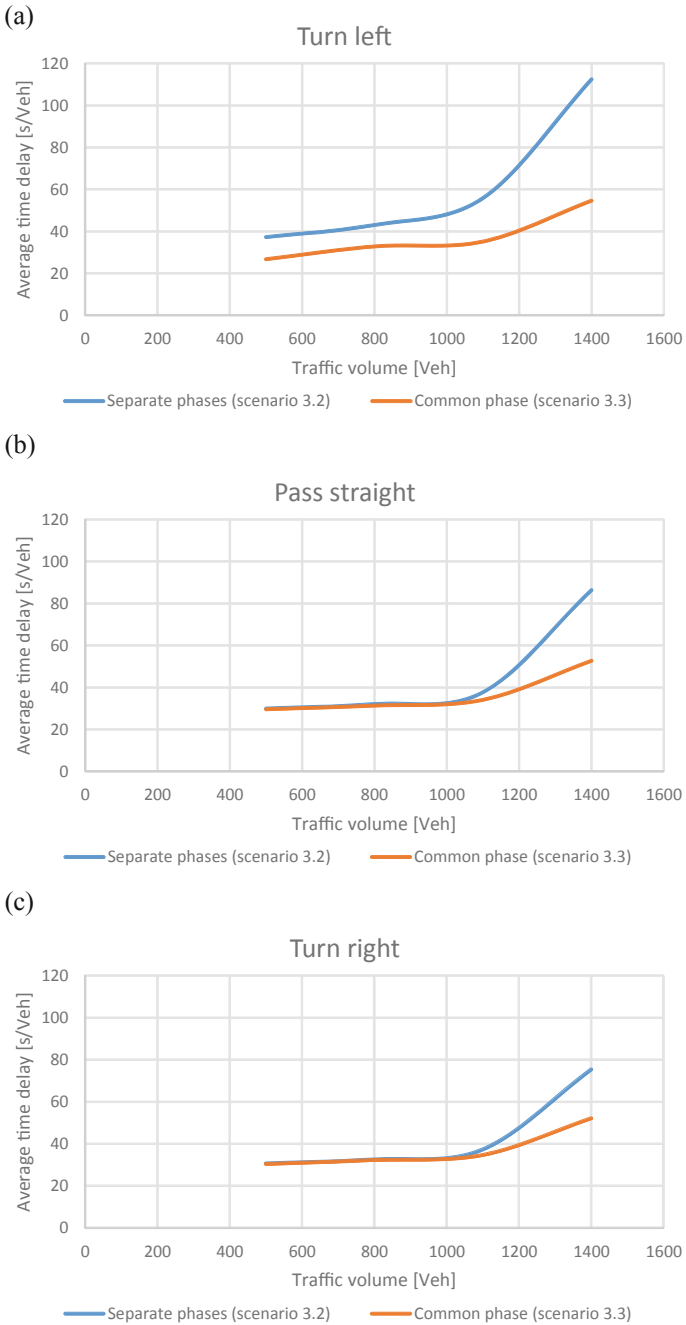 (a)
Turn left
Average time delay [s/Veh]
120
100
80
60
40
20
0
0 200 400 600 800 1000 1200 1400 1600
Traffic volume [Veh]
Separate phases (scenario 3.2) Common phase (scenario 3.3)
(b)
Pass straight
Average time delay [s/Veh]
120
100
80
60
40
20
0
0 200 400 600 800 1000 1200 1400 1600
Traffic volume [Veh]
Separate phases (scenario 3.2) Common phase (scenario 3.3)
(c)
Turn right
Average time delay [s/Veh]
120
100
80
60
40
20
0
0 200 400 600 800 1000 1200 1400 1600
Traffic volume [Veh]
Separate phases (scenario 3.2) Common phase (scenario 3.3)